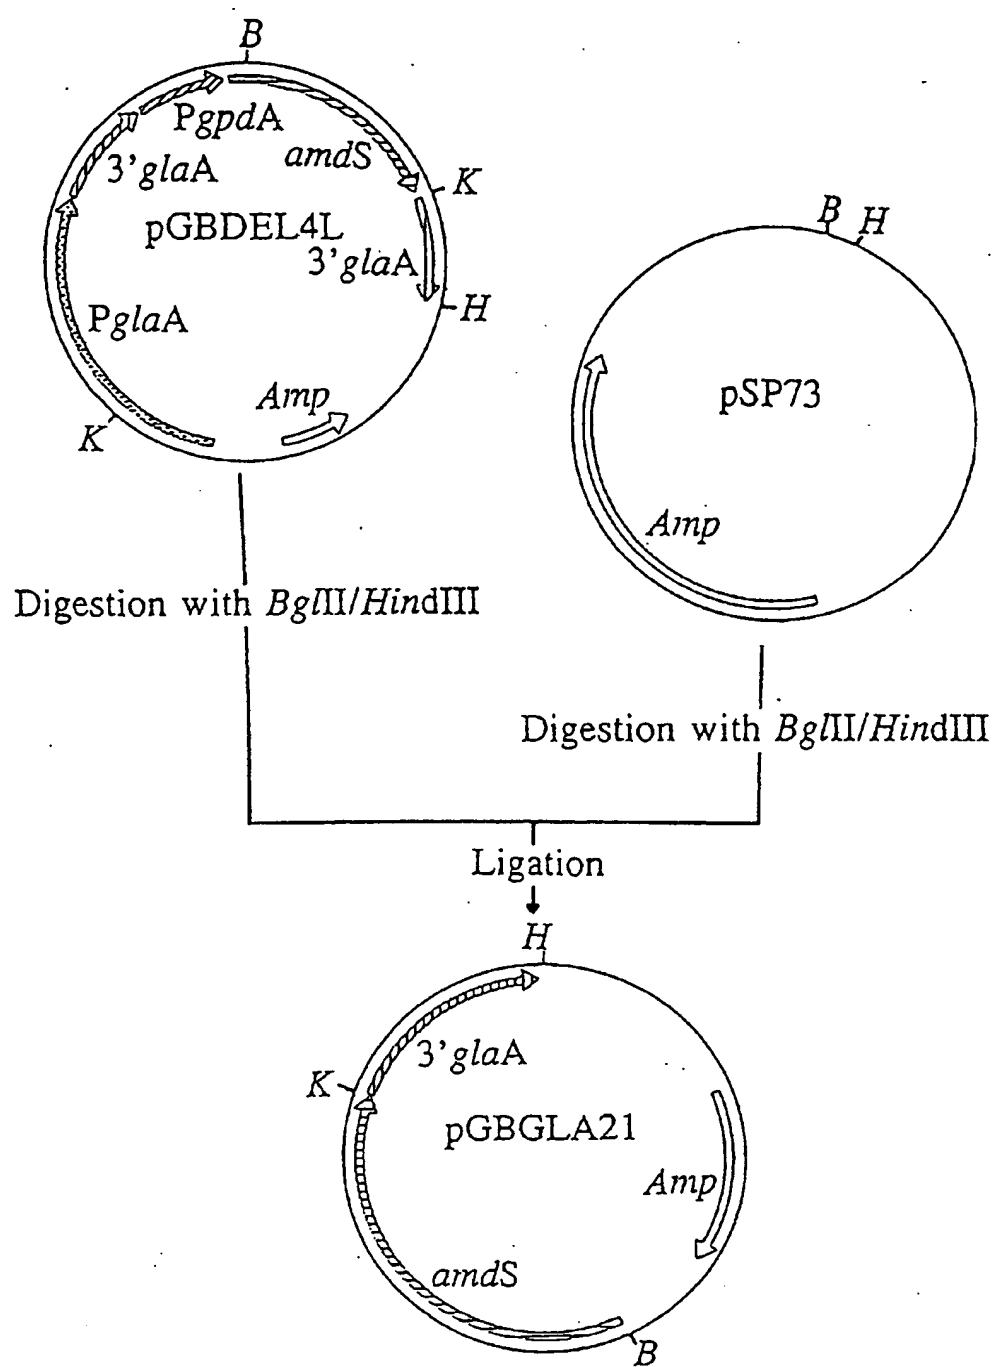 B
PgpdA
amdS
3'glaA
K
pGBDEL4L
3'glaA
H
PglaA
Amp
K
B
H
pSP73
Amp
Digestion with BglII/HindIII
Digestion with BglII/HindIII
Ligation
H
3'glaA
K
pGBGLA21
Amp
amdS
B